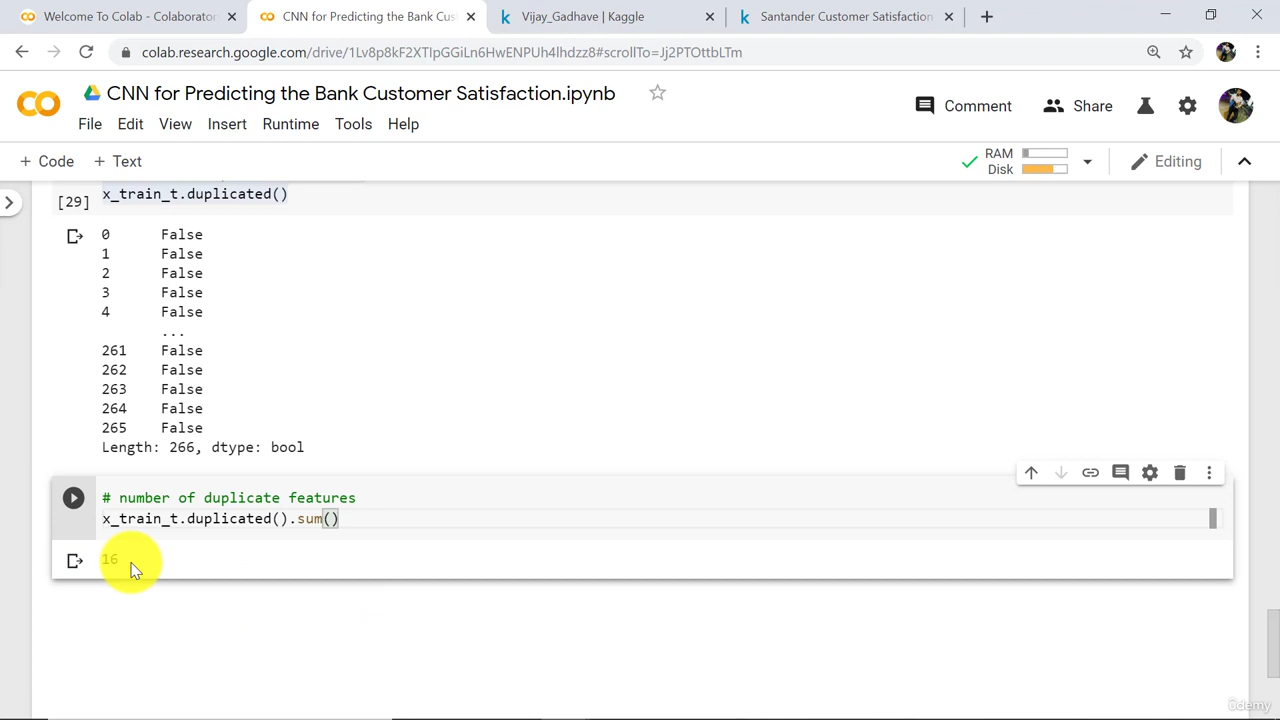 Welcome To Colab - Colaborator
CNN for Predicting the Bank Cust
Vijay_Gadhave | Kaggle
Santander Customer Satisfaction
colab.research.google.com/drive/1Lv8p8kF2XTIpGGiLn6HwENPUh4lhdzz8#scrollTo=Jj2PTOttbLTm
CNN for Predicting the Bank Customer Satisfaction.ipynb
Comment
Share
File Edit View Insert Runtime Tools Help
+ Code + Text
RAM
Disk
Editing
x_train_t.duplicated()
[29]
0 False
1 False
2 False
3 False
4 False
...
261 False
262 False
263 False
264 False
265 False
Length: 266, dtype: bool
# number of duplicate features
x_train_t.duplicated().sum()
16
ûdemy